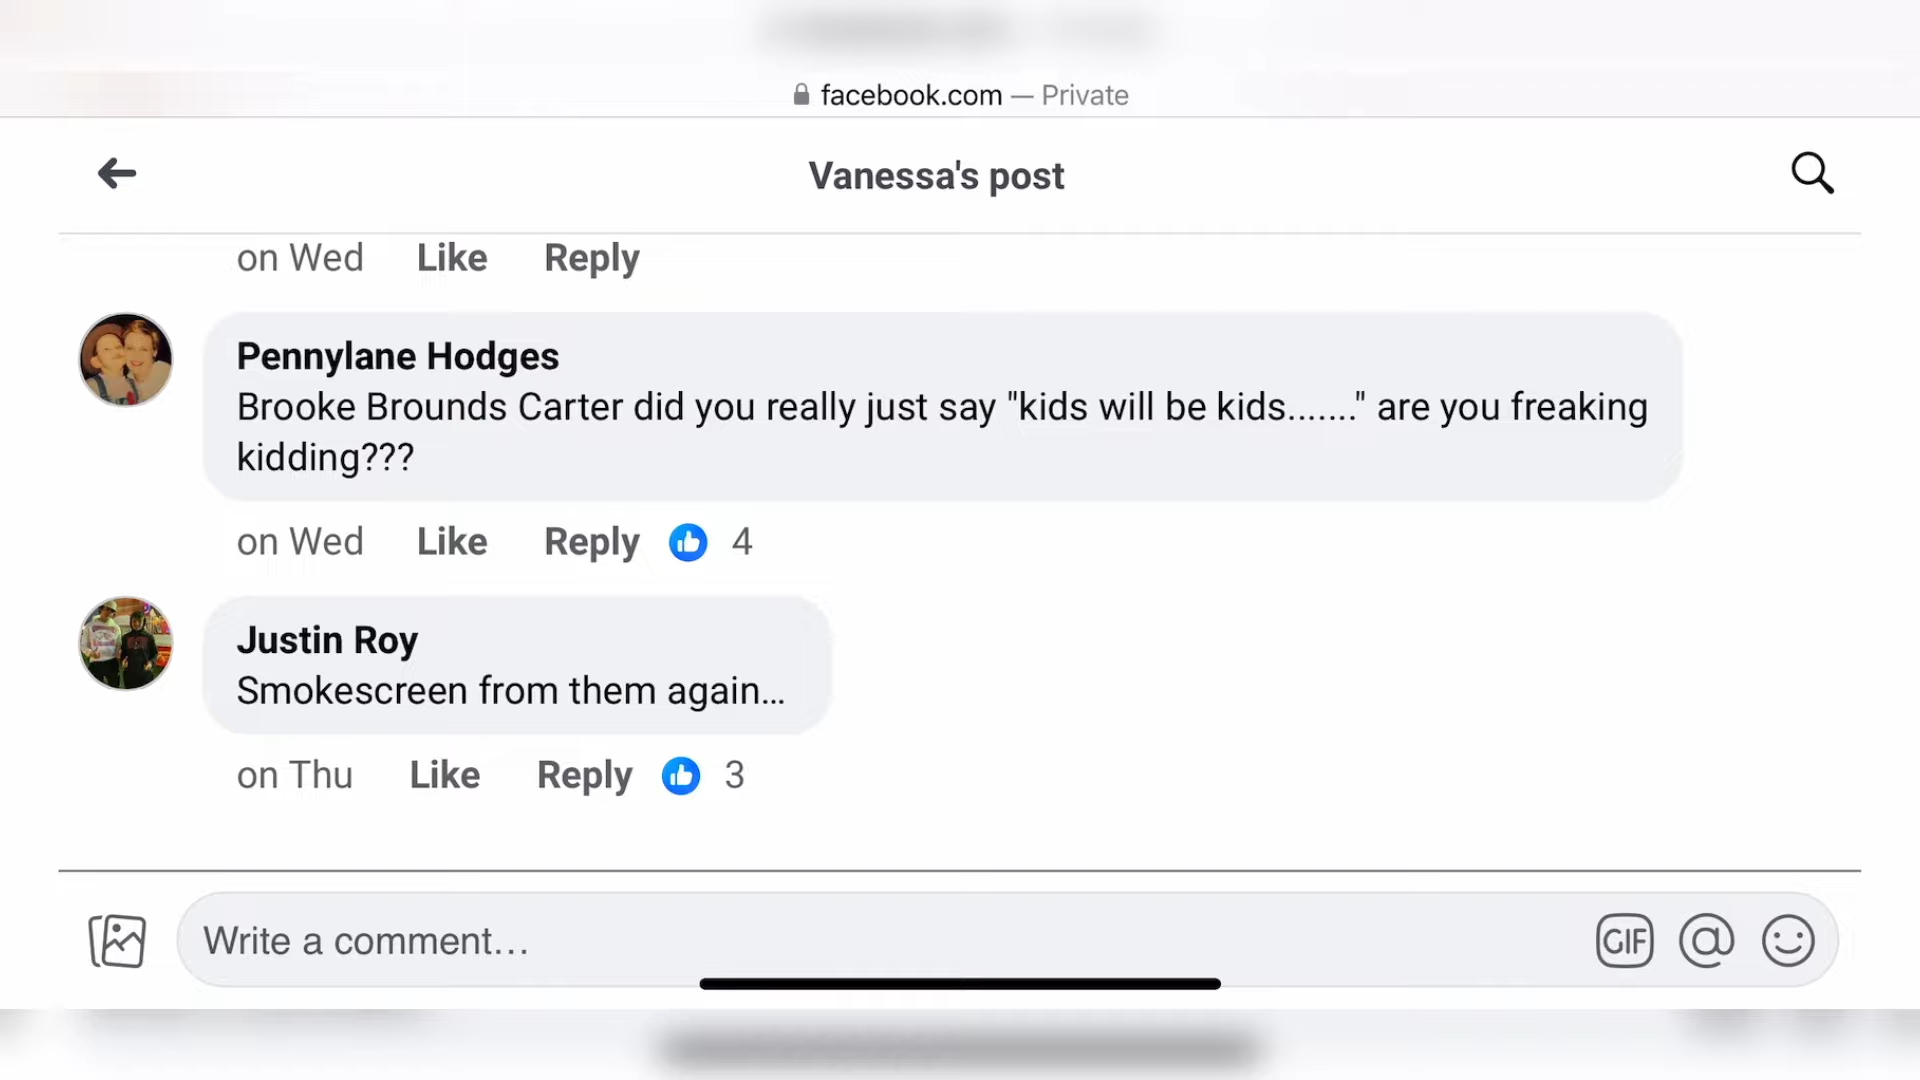 facebook.com — Private
Vanessa's post
on Wed Like Reply
Pennylane Hodges
Brooke Brounds Carter did you really just say "kids will be kids......." are you freaking
kidding???
on Wed Like Reply 4
Justin Roy
Smokescreen from them again...
on Thu Like Reply 3
Write a comment...
GIF @